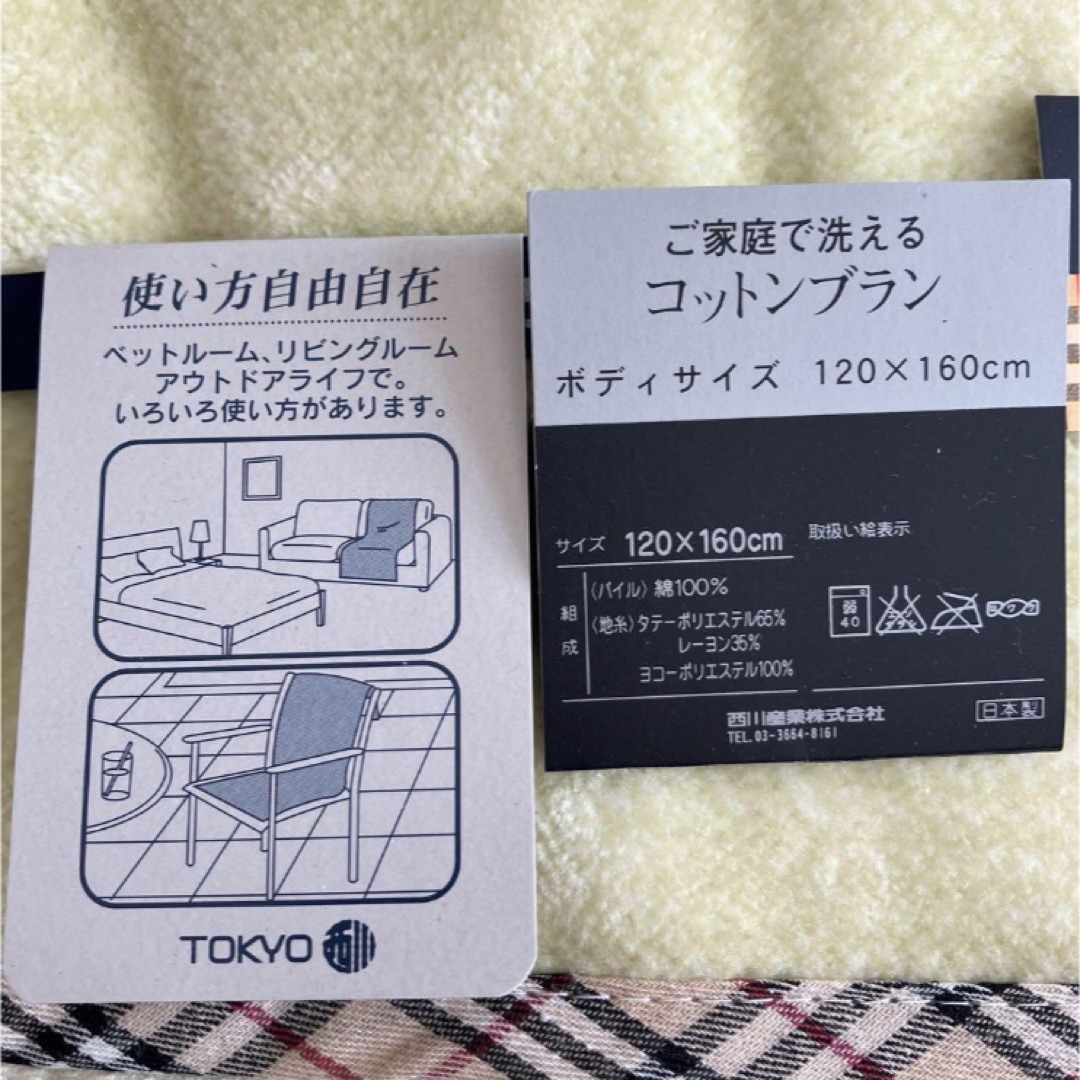 使い方自由自在
ベットルーム、リビングルーム
アウトドアライフで。
いろいろ使い方があります。
TOKYO 西川
ご家庭で洗える
コットンブラン
ボディサイズ 120×160cm
サイズ 120×160cm
組成
〈パイル〉綿100%
〈地糸〉タテーポリエステル65%
レーヨン35%
ヨコーポリエステル100%
取扱い絵表示
弱
40
西川産業株式会社
TEL.03-3664-8161
日本製